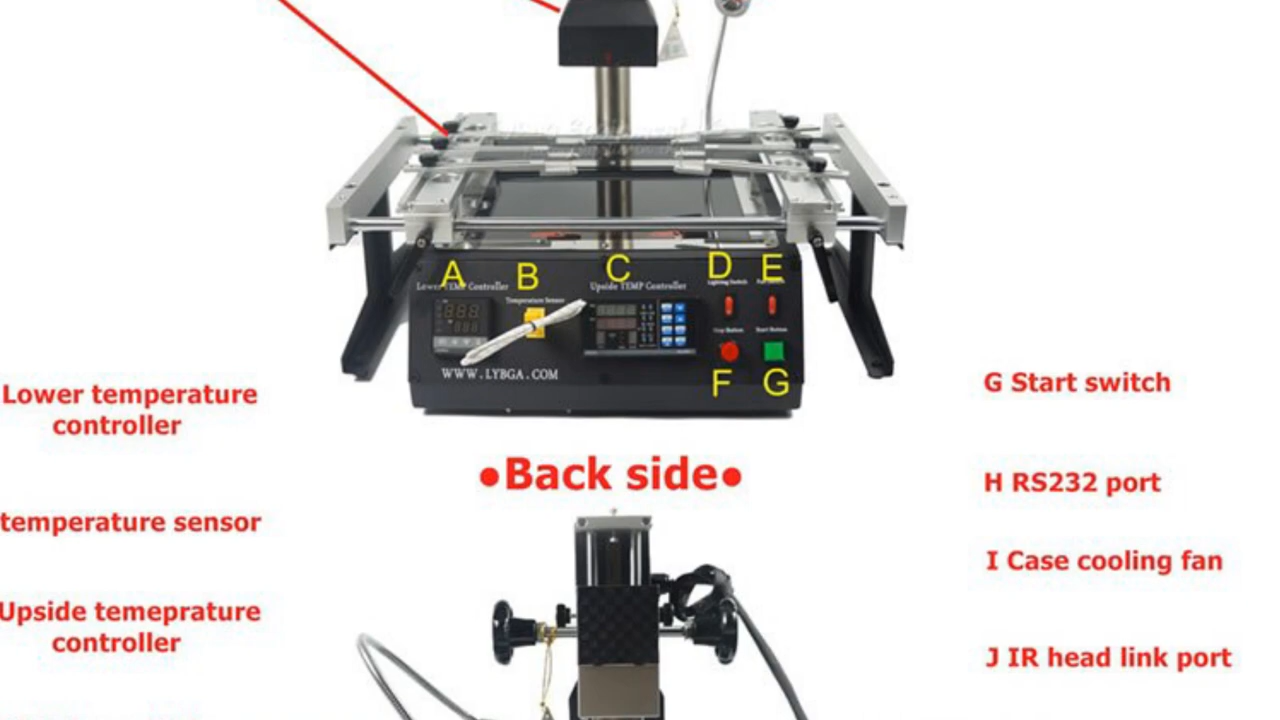 A
B
C
D
E
Lower TEMP Controller
Temperature Sensor
Upside TEMP Controller
Lighting Switch
Stop Button
Start Button
WWW.LYBGA.COM
F
G
Lower temperature
controller
G Start switch
●Back side●
H RS232 port
temperature sensor
I Case cooling fan
Upside temeprature
controller
J IR head link port